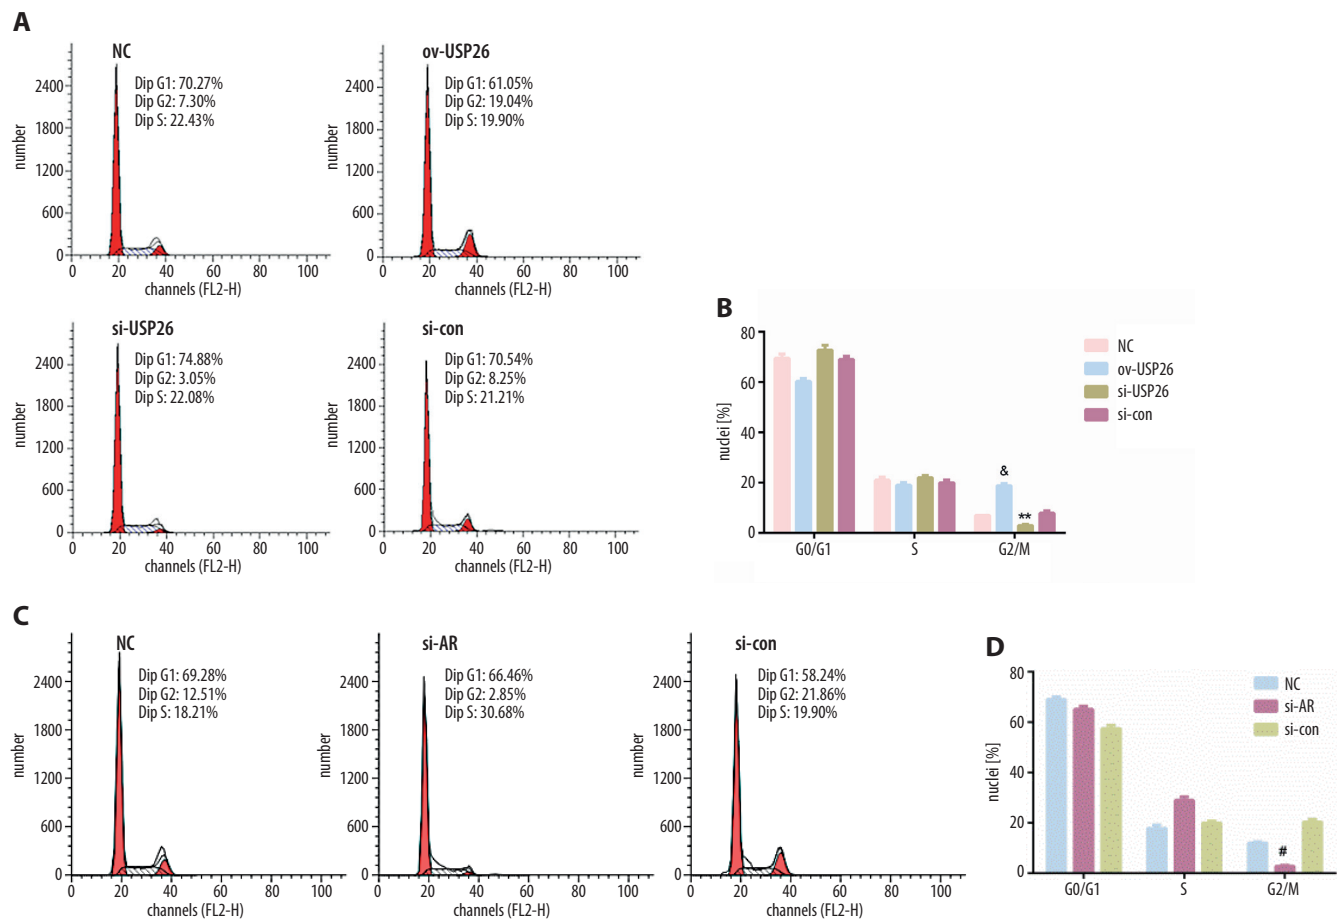 A
NC
Dip G1: 70.27%
Dip G2: 7.30%
Dip S: 22.43%
number
2400
1800
1200
600
0
0 20 40 60 80 100
channels (FL2-H)
ov-USP26
Dip G1: 61.05%
Dip G2: 19.04%
Dip S: 19.90%
number
2400
1800
1200
600
0
0 20 40 60 80 100
channels (FL2-H)
si-USP26
Dip G1: 74.88%
Dip G2: 3.05%
Dip S: 22.08%
number
2400
1800
1200
600
0
0 20 40 60 80 100
channels (FL2-H)
si-con
Dip G1: 70.54%
Dip G2: 8.25%
Dip S: 21.21%
number
2400
1800
1200
600
0
0 20 40 60 80 100
channels (FL2-H)
B
nuclei [%]
80
60
40
20
0
&
**
G0/G1 S G2/M
NC
ov-USP26
si-USP26
si-con
C
NC
Dip G1: 69.28%
Dip G2: 12.51%
Dip S: 18.21%
number
2400
1800
1200
600
0
0 20 40 60 80 100
channels (FL2-H)
si-AR
Dip G1: 66.46%
Dip G2: 2.85%
Dip S: 30.68%
number
2400
1800
1200
600
0
0 20 40 60 80 100
channels (FL2-H)
si-con
Dip G1: 58.24%
Dip G2: 21.86%
Dip S: 19.90%
number
2400
1800
1200
600
0
0 20 40 60 80 100
channels (FL2-H)
D
nuclei [%]
80
60
40
20
0
#
G0/G1 S G2/M
NC
si-AR
si-con